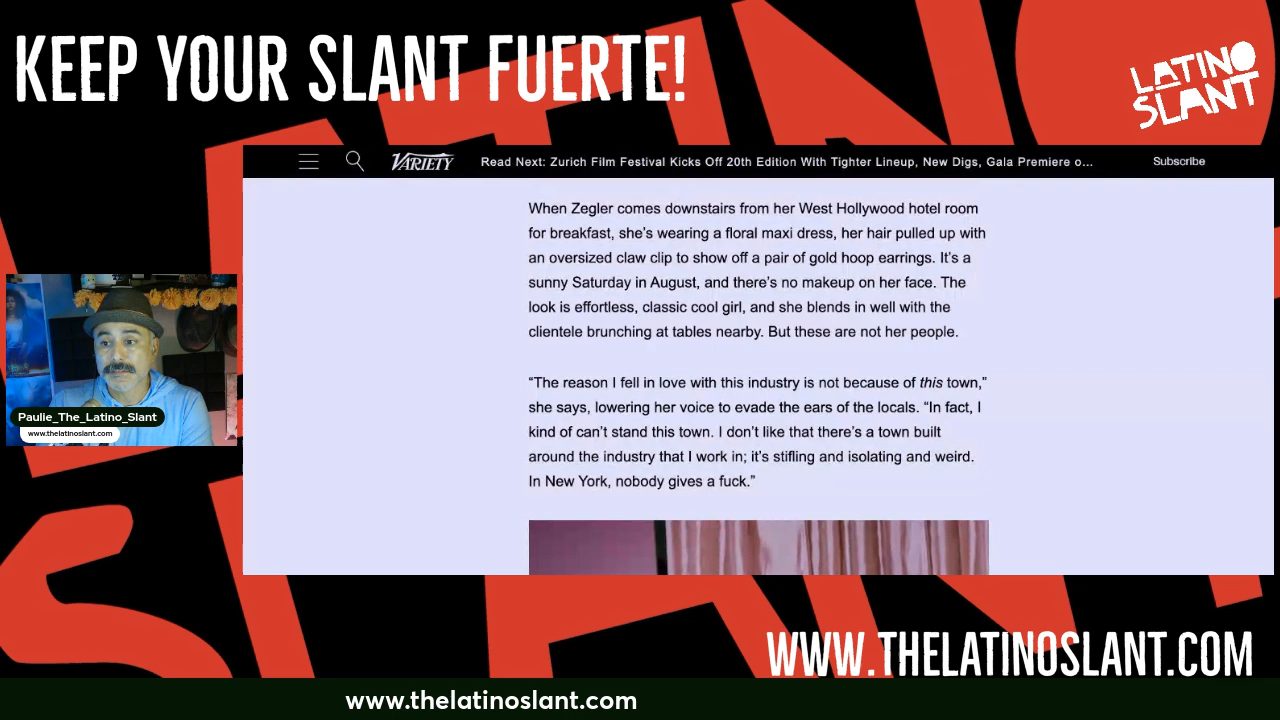 KEEP YOUR SLANT FUERTE!
LATINO
SLANT
VARIETY
Read Next: Zurich Film Festival Kicks Off 20th Edition With Tighter Lineup, New Digs, Gala Premiere o...
Subscribe
When Zegler comes downstairs from her West Hollywood hotel room
for breakfast, she's wearing a floral maxi dress, her hair pulled up with
an oversized claw clip to show off a pair of gold hoop earrings. It's a
sunny Saturday in August, and there's no makeup on her face. The
look is effortless, classic cool girl, and she blends in well with the
clientele brunching at tables nearby. But these are not her people.
“The reason I fell in love with this industry is not because of this town,”
she says, lowering her voice to evade the ears of the locals. “In fact, I
kind of can't stand this town. I don't like that there's a town built
around the industry that I work in; it's stifling and isolating and weird.
In New York, nobody gives a fuck.”
Paulie_The_Latino_Slant
www.thelatinoslant.com
WWW.THELATINOSLANT.COM
www.thelatinoslant.com